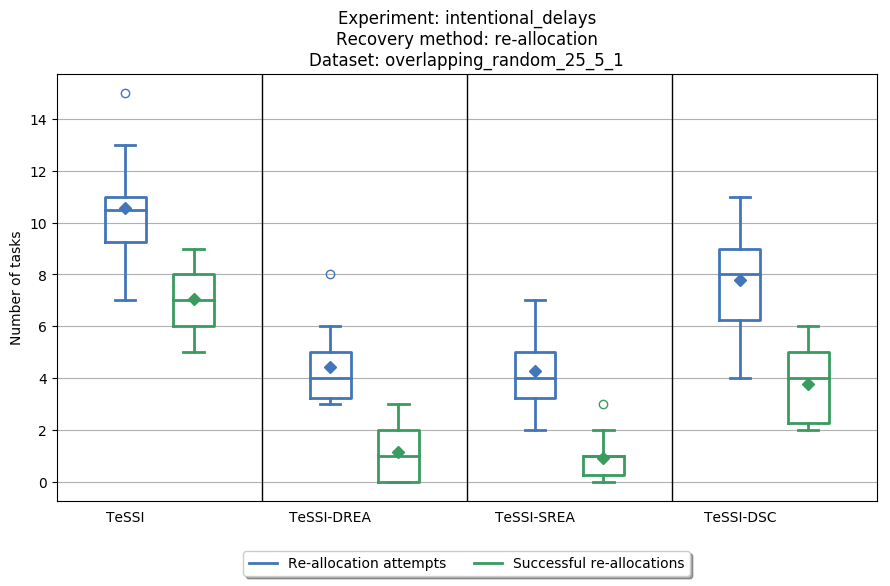 Experiment: intentional_delays
Recovery method: re-allocation
Dataset: overlapping_random_25_5_1
Number of tasks
14
12
10
8
6
4
2
0
TeSSI TeSSI-DREA TeSSI-SREA TeSSI-DSC
Re-allocation attempts Successful re-allocations